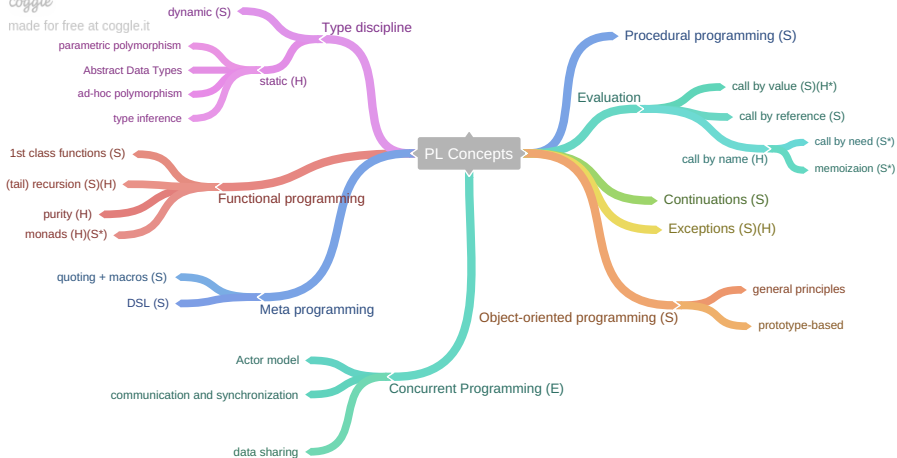 coggle
made for free at coggle.it
PL Concepts
Type discipline
dynamic (S)
static (H)
parametric polymorphism
Abstract Data Types
ad-hoc polymorphism
type inference
Functional programming
1st class functions (S)
(tail) recursion (S)(H)
purity (H)
monads (H)(S*)
Meta programming
quoting + macros (S)
DSL (S)
Concurrent Programming (E)
Actor model
communication and synchronization
data sharing
Procedural programming (S)
Evaluation
call by value (S)(H*)
call by reference (S)
call by name (H)
call by need (S*)
memoizaion (S*)
Continuations (S)
Exceptions (S)(H)
Object-oriented programming (S)
general principles
prototype-based